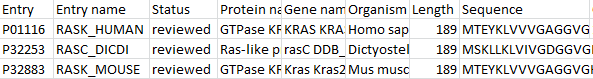 Entry Entry name Status Protein na Gene name Organism Length Sequence
P01116 RASK_HUMAN reviewed GTPase KF KRAS KRA Homo sap 189 MTEYKLVVVGAGGVG
P32253 RASC_DICDI reviewed Ras-like p rasC DDB_ Dictyostel 189 MSKLLKLVIVGDGGVG
P32883 RASK_MOUSE reviewed GTPase KF Kras Kras2 Mus musc 189 MTEYKLVVVGAGGVG